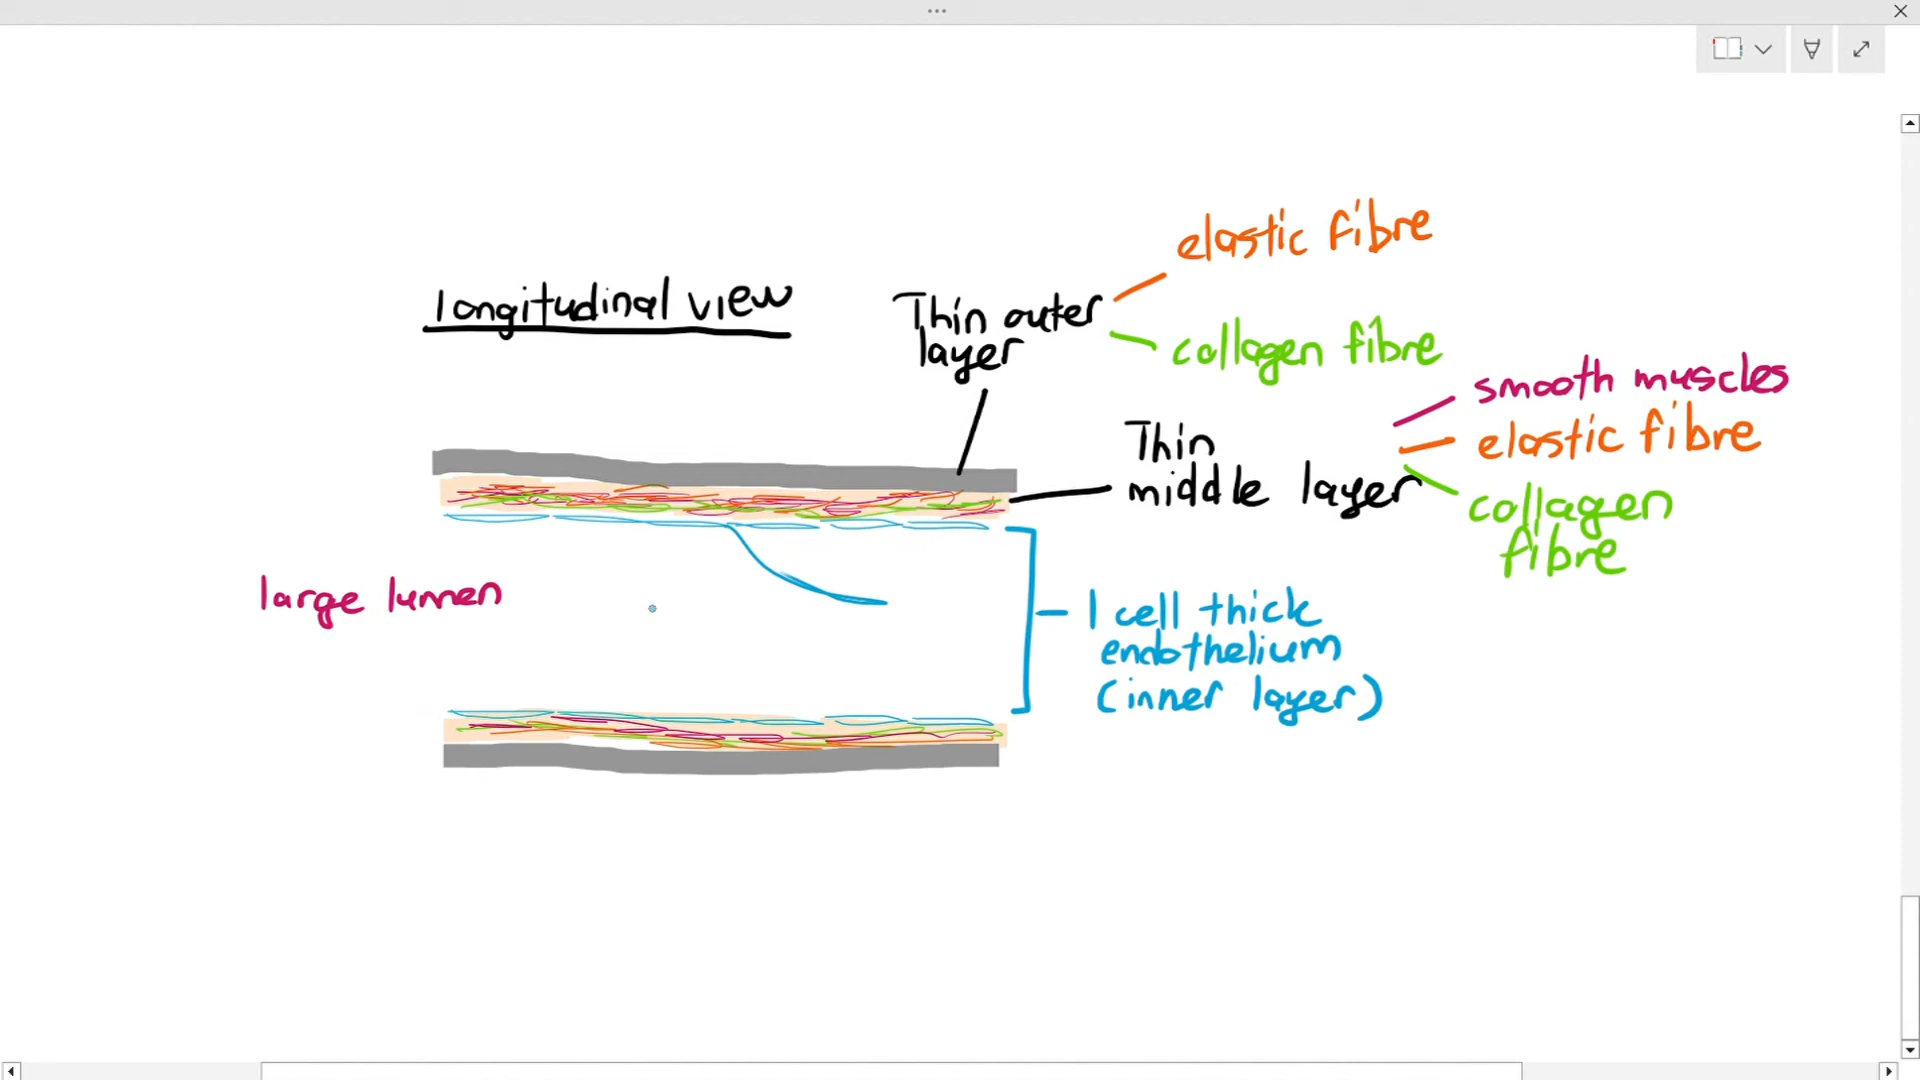 longitudinal view
Thin outer
layer
elastic fibre
collagen fibre
Thin
middle layer
smooth muscles
elastic fibre
collagen
fibre
large lumen
1 cell thick
endothelium
(inner layer)